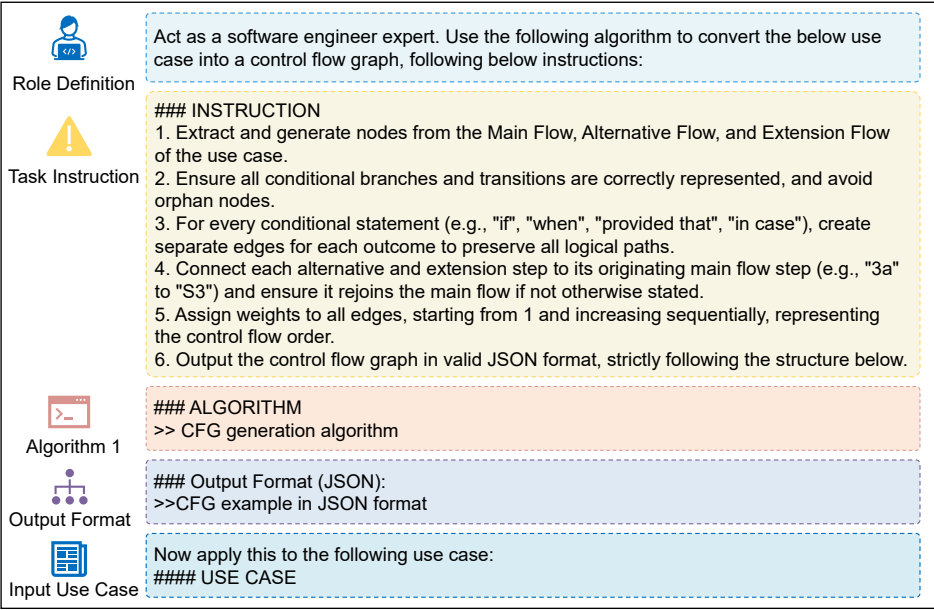 Role Definition
Act as a software engineer expert. Use the following algorithm to convert the below use
case into a control flow graph, following below instructions:
Task Instruction
### INSTRUCTION
1. Extract and generate nodes from the Main Flow, Alternative Flow, and Extension Flow
of the use case.
2. Ensure all conditional branches and transitions are correctly represented, and avoid
orphan nodes.
3. For every conditional statement (e.g., "if", "when", "provided that", "in case"), create
separate edges for each outcome to preserve all logical paths.
4. Connect each alternative and extension step to its originating main flow step (e.g., "3a"
to "S3") and ensure it rejoins the main flow if not otherwise stated.
5. Assign weights to all edges, starting from 1 and increasing sequentially, representing
the control flow order.
6. Output the control flow graph in valid JSON format, strictly following the structure below.
Algorithm 1
### ALGORITHM
>> CFG generation algorithm
Output Format
### Output Format (JSON):
>>CFG example in JSON format
Input Use Case
Now apply this to the following use case:
#### USE CASE